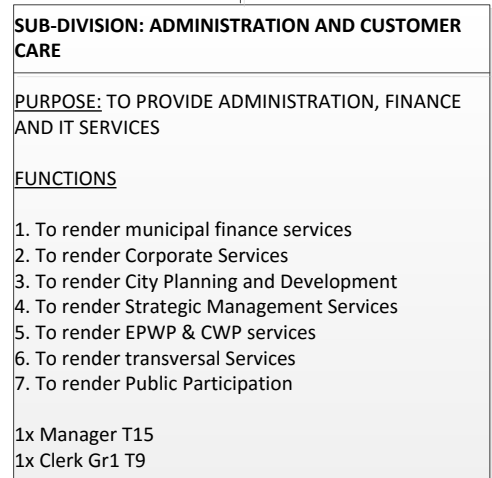 SUB-DIVISION: ADMINISTRATION AND CUSTOMER
CARE
PURPOSE: TO PROVIDE ADMINISTRATION, FINANCE
AND IT SERVICES
FUNCTIONS
1. To render municipal finance services
2. To render Corporate Services
3. To render City Planning and Development
4. To render Strategic Management Services
5. To render EPWP & CWP services
6. To render transversal Services
7. To render Public Participation
1x Manager T15
1x Clerk Gr1 T9